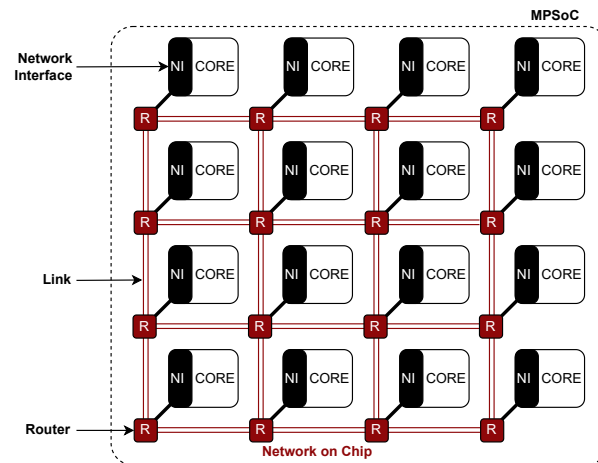 MPSoC
Network
Interface
NI CORE NI CORE NI CORE NI CORE
R R R R
NI CORE NI CORE NI CORE NI CORE
R R R R
Link
NI CORE NI CORE NI CORE NI CORE
R R R R
NI CORE NI CORE NI CORE NI CORE
Router
R R R R
Network on Chip